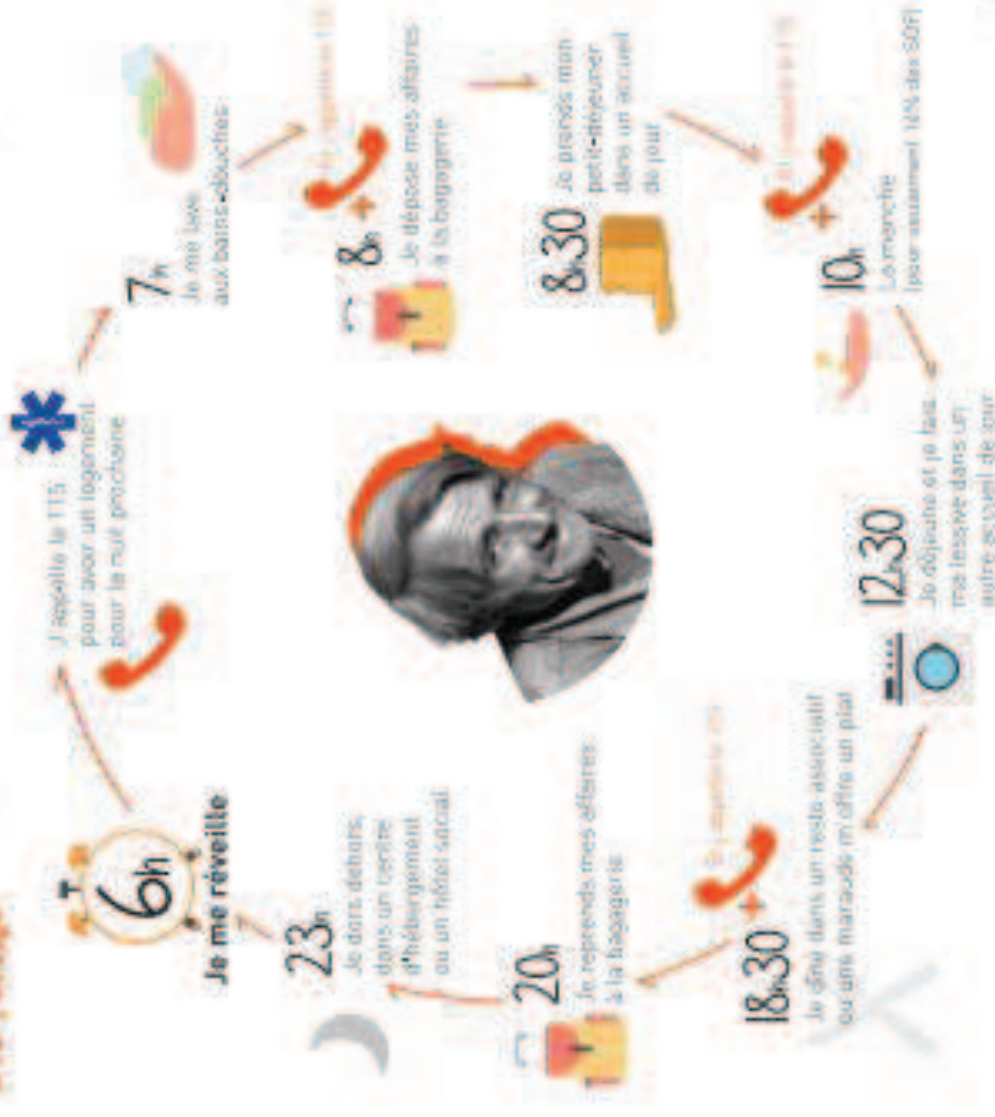 6h
Je me réveille
J'appelle le 115
pour avoir un logement
pour la nuit prochaine
7h
Je me lave
aux bains-douches
8h
Je dépose mes affaires
à la bagagerie
8h30
Je prends mon
petit-déjeuner
dans un accueil
de jour
10h
La manche
12h30
Je déjeune et je fais
ma lessive dans un
autre accueil de jour
18h30
Je dîne dans un resto associatif
ou une maraude m'offre un plat
20h
Je reprends mes affaires
à la bagagerie
23h
Je dors dehors,
dans un centre
d'hébergement
ou un hôtel social